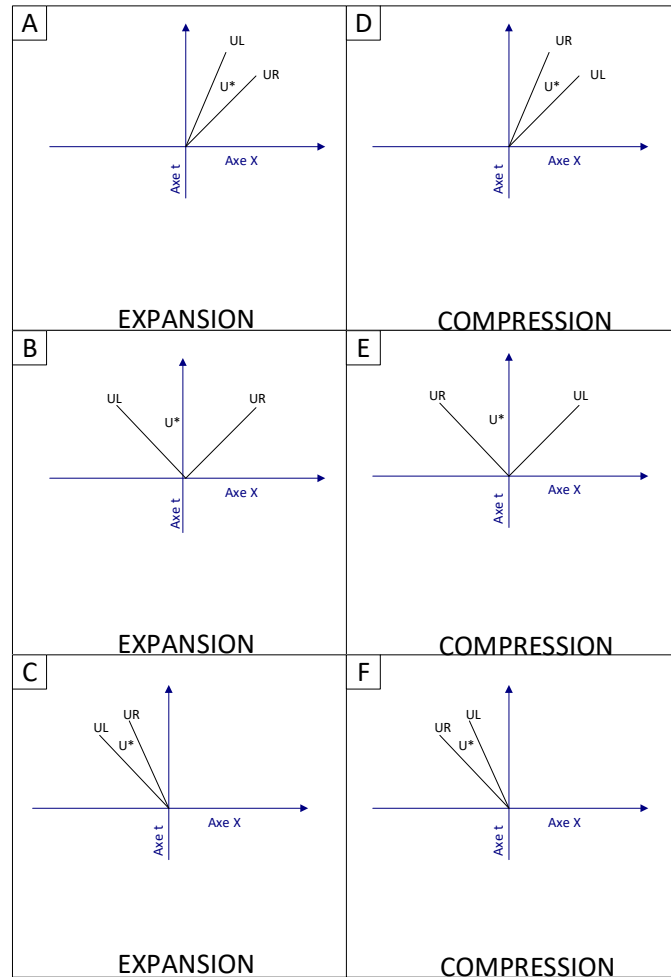 A
UL
UR
U*
Axe X
Axe t
EXPANSION
D
UR
UL
U*
Axe X
Axe t
COMPRESSION
B
UL
UR
U*
Axe X
Axe t
EXPANSION
E
UR
UL
U*
Axe X
Axe t
COMPRESSION
C
UR
UL
U*
Axe X
Axe t
EXPANSION
F
UL
UR
U*
Axe X
Axe t
COMPRESSION